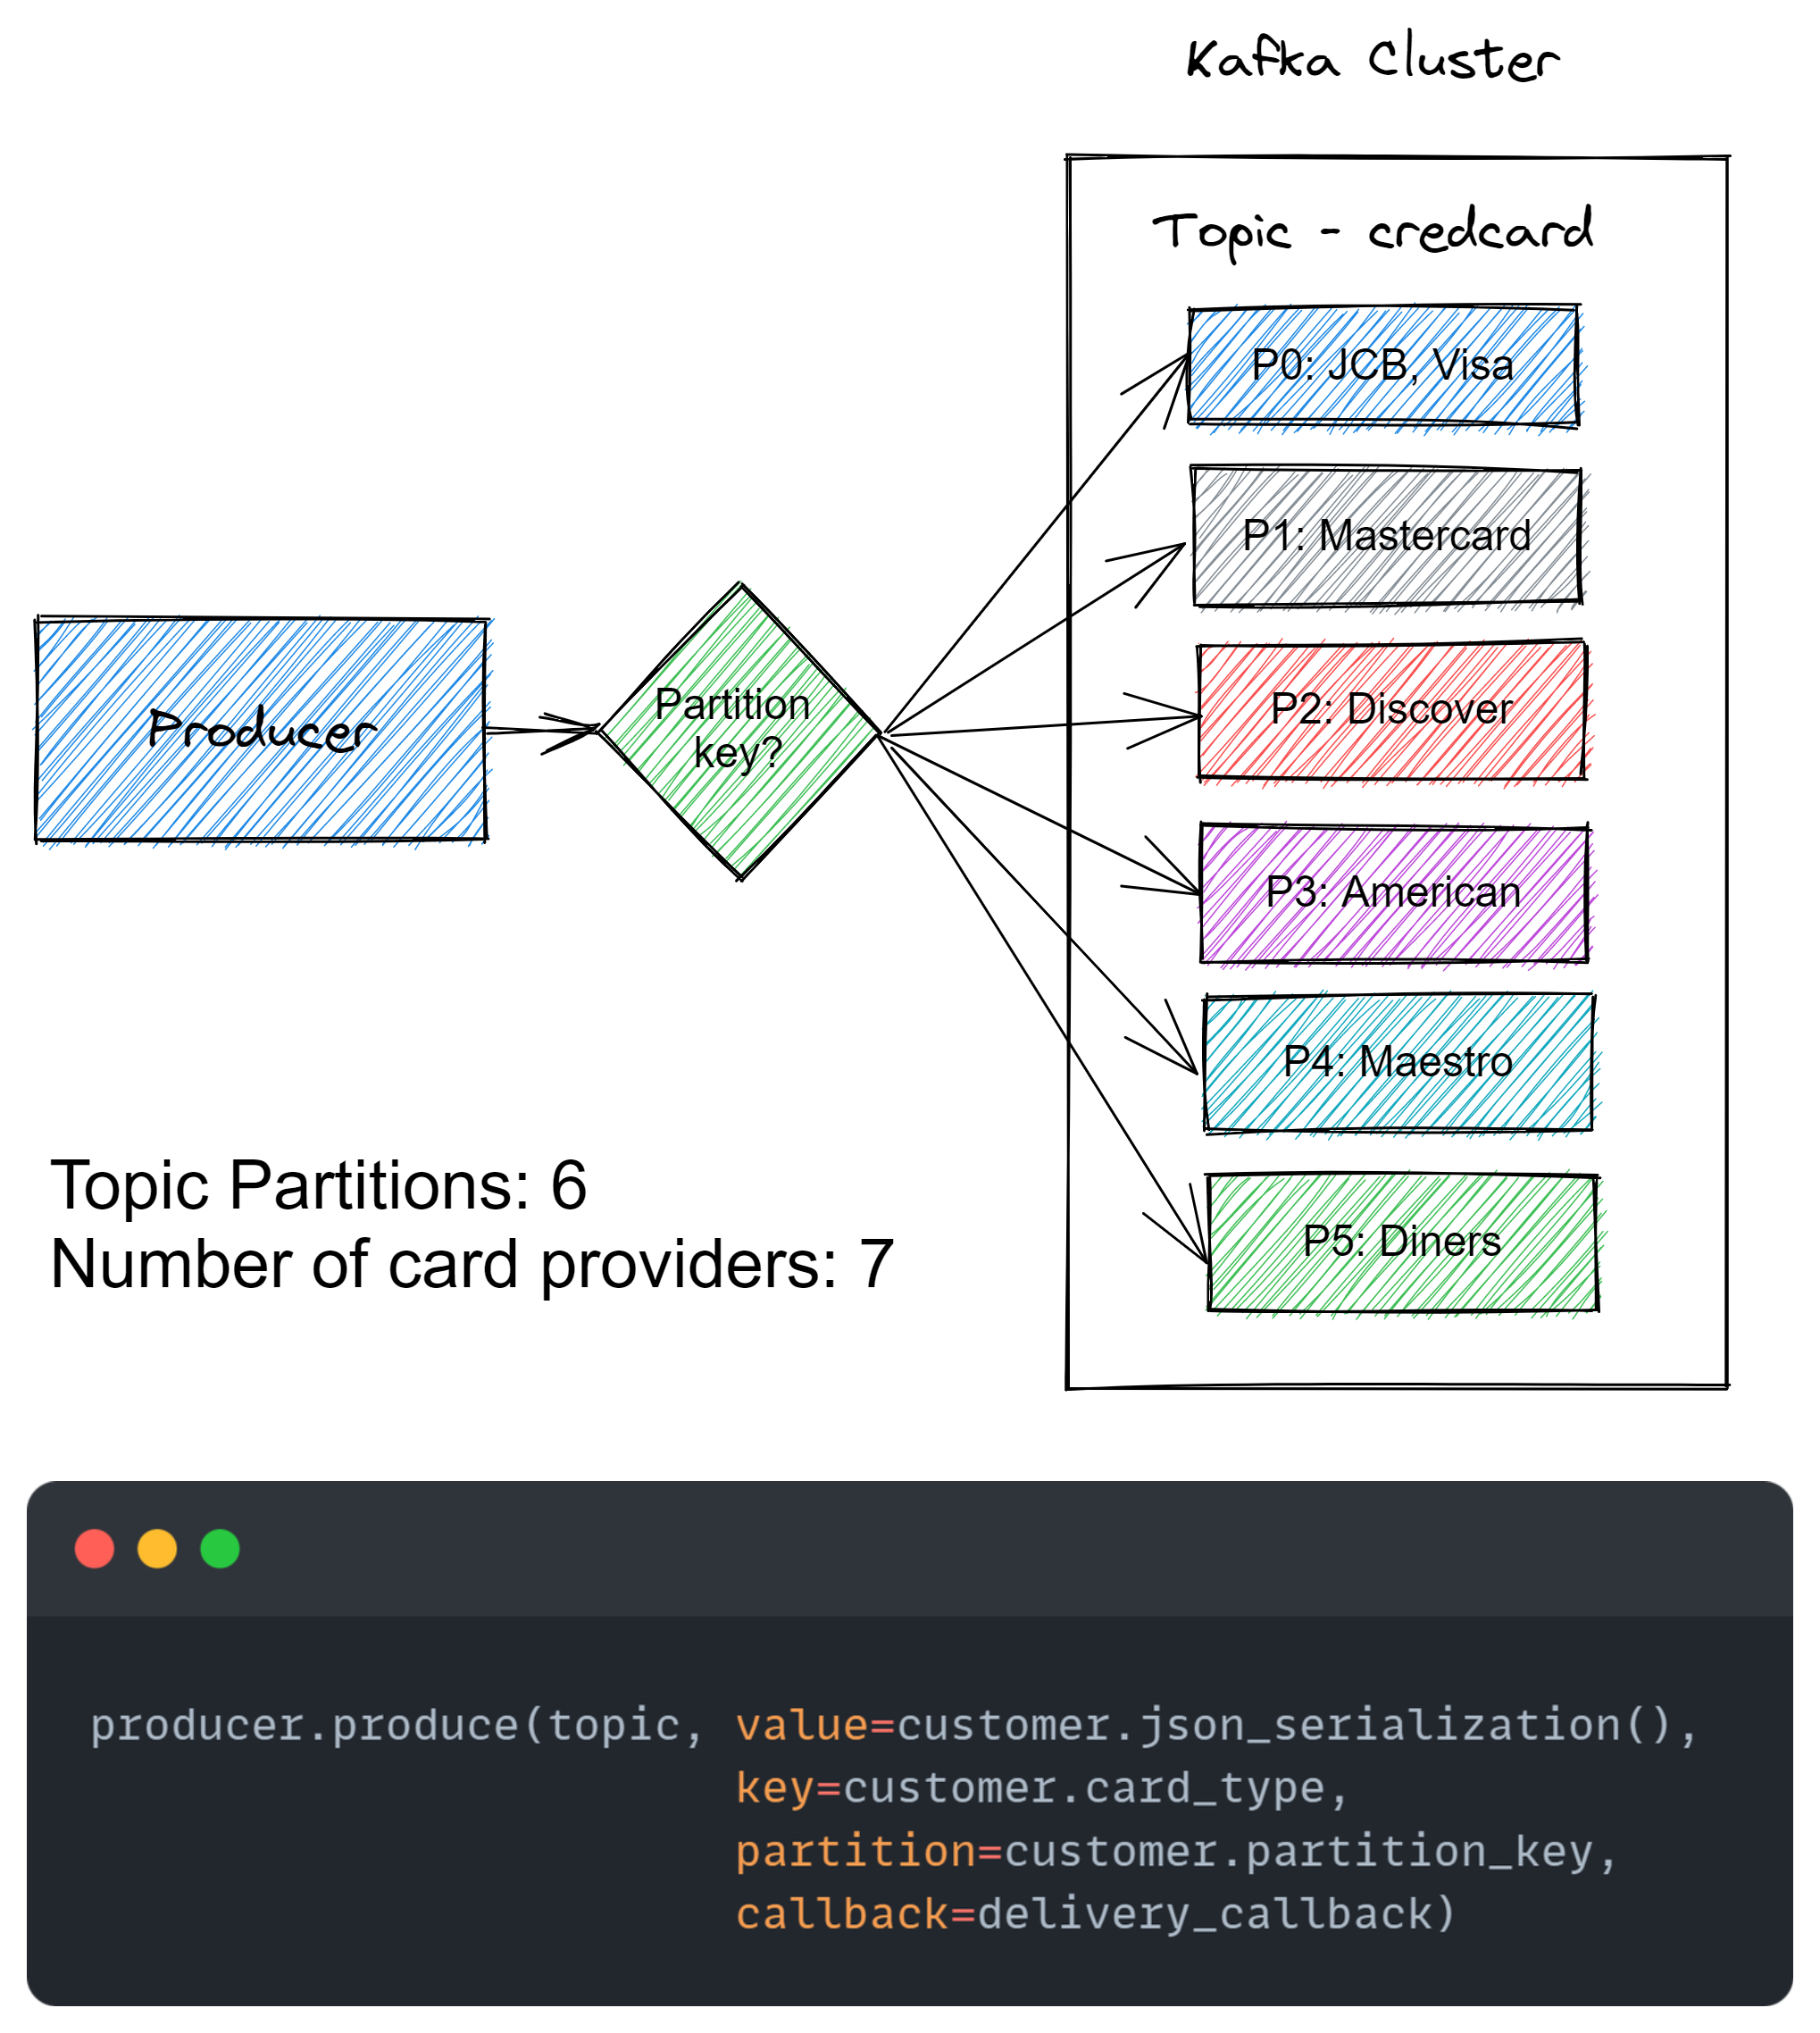 Kafka Cluster
Topic - credcard
P0: JCB, Visa
P1: Mastercard
P2: Discover
P3: American
P4: Maestro
P5: Diners
Producer
Partition
key?
Topic Partitions: 6
Number of card providers: 7
producer.produce(topic, value=customer.json_serialization(),
key=customer.card_type,
partition=customer.partition_key,
callback=delivery_callback)